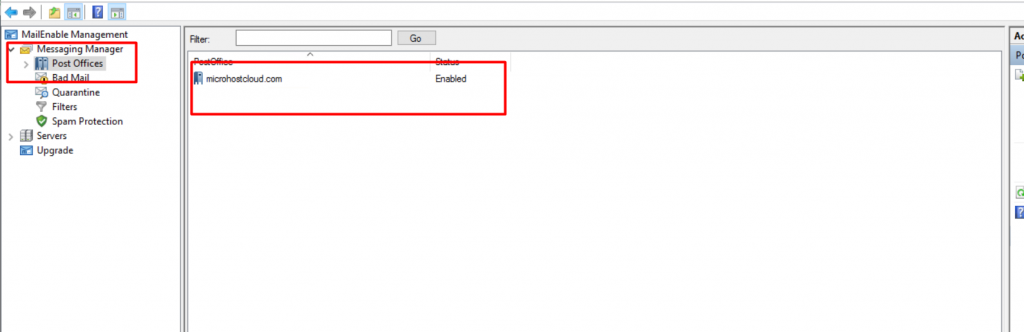 MailEnable Management
Messaging Manager
Post Offices
Bad Mail
Quarantine
Filters
Spam Protection
Servers
Upgrade
Filter:
Go
PostOffice Status
microhostcloud.com Enabled
Ac
Po